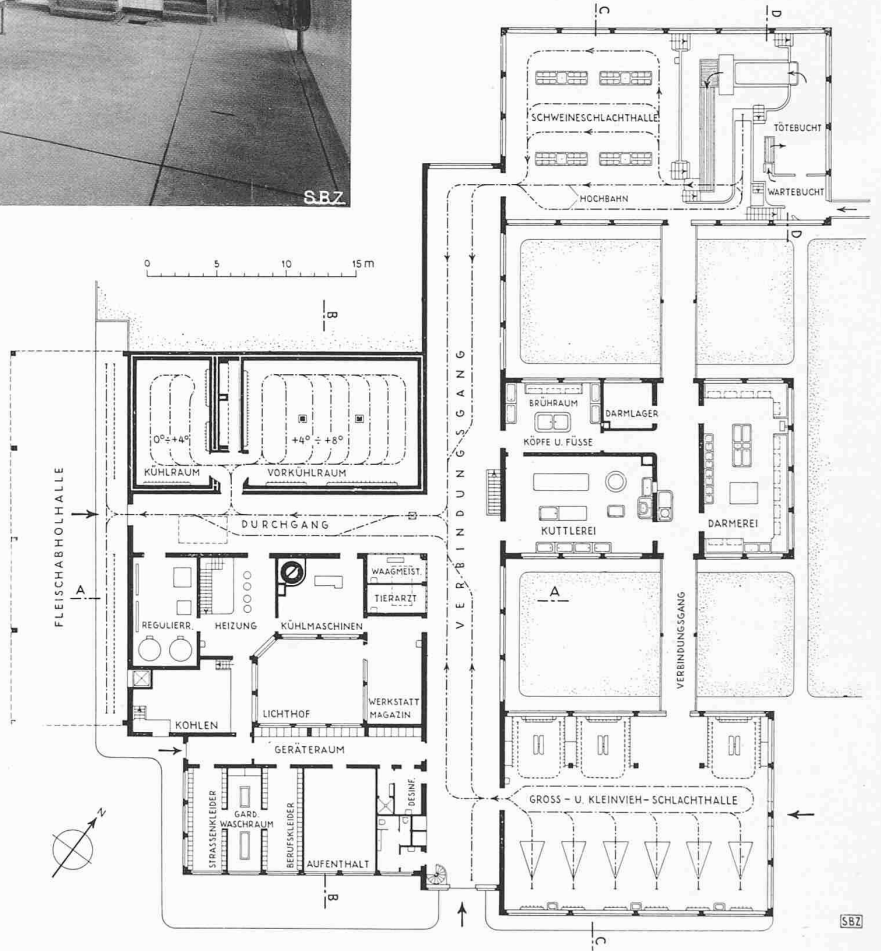 SBZ
C
D
SCHWEINESCHLACHTHALLE
TÖTEBUCHT
WARTEBUCHT
HOCHBAHN
D
0 5 10 15 m
B
VERBINDUNGSGANG
BRÜHRAUM
DARMLAGER
KÖPFE U. FÜSSE
0° ÷ +4°
+4° ÷ +8°
KÜHLRAUM
VORKÜHLRAUM
KUTTLEREI
DARMEREI
FLEISCHABHOLHALLE
DURCHGANG
WAAGMEIST.
TIERARZT
A
A
REGULIERR.
HEIZUNG
KÜHLMASCHINEN
VERBINDUNGSGANG
LICHTHOF
WERKSTATT
MAGAZIN
KOHLEN
GERÄTERAUM
GROSS- U. KLEINVIEH-SCHLACHTHALLE
N
STRASSENKLEIDER
GARD.
WASCHRAUM
BERUFSKLEIDER
AUFENTHALT
DESINF.
B
C
SBZ